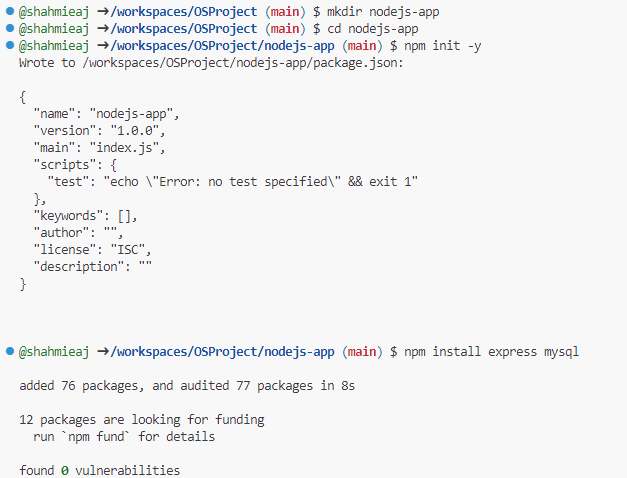 @shahmieaj ➜/workspaces/OSProject (main) $ mkdir nodejs-app
@shahmieaj ➜/workspaces/OSProject (main) $ cd nodejs-app
@shahmieaj ➜/workspaces/OSProject/nodejs-app (main) $ npm init -y
Wrote to /workspaces/OSProject/nodejs-app/package.json:

{
  "name": "nodejs-app",
  "version": "1.0.0",
  "main": "index.js",
  "scripts": {
    "test": "echo \"Error: no test specified\" && exit 1"
  },
  "keywords": [],
  "author": "",
  "license": "ISC",
  "description": ""
}

@shahmieaj ➜/workspaces/OSProject/nodejs-app (main) $ npm install express mysql

added 76 packages, and audited 77 packages in 8s

12 packages are looking for funding
  run `npm fund` for details

found 0 vulnerabilities